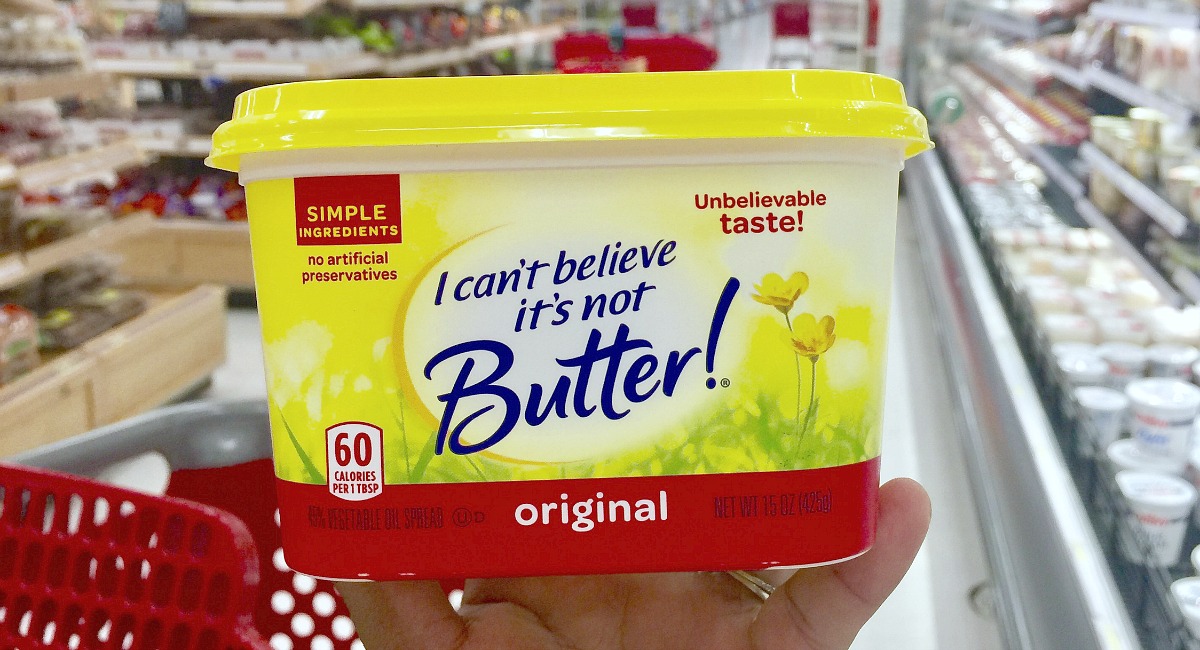 SIMPLE
INGREDIENTS
no artificial
preservatives
Unbelievable
taste!
I can't believe
it's not
Butter!®
60
CALORIES
PER 1 TBSP
45% VEGETABLE OIL SPREAD Ⓤ D
original
NET WT 15 OZ (425g)